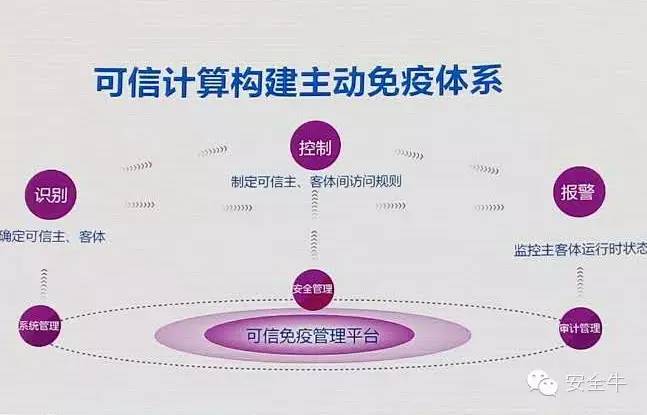 可信计算构建主动免疫体系
控制
制定可信主、客体间访问规则
识别
确定可信主、客体
报警
监控主客体运行时状态
安全管理
系统管理
审计管理
可信免疫管理平台
安全牛